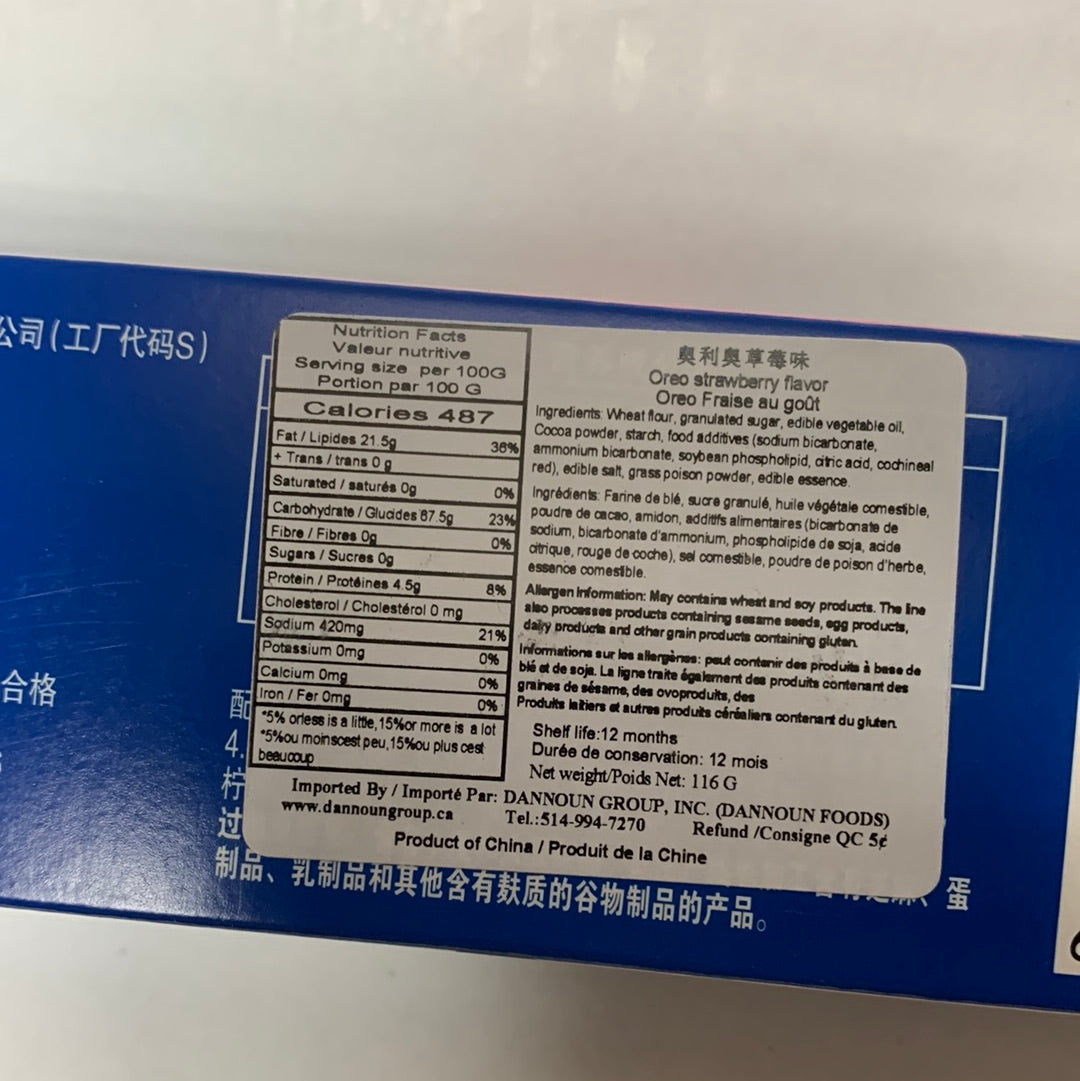 公司(工厂代码S)
合格
配
4.
柠
过
制品、乳制品和其他含有麸质的谷物制品的产品。
蛋
Nutrition Facts
Valeur nutritive
Serving size per 100G
Portion par 100 G
Calories 487
Fat / Lipides 21.5g 36%
+ Trans / trans 0 g
Saturated / saturés 0g 0%
Carbohydrate / Glucides 67.5g 23%
Fibre / Fibres 0g 0%
Sugars / Sucres 0g
Protein / Protéines 4.5g 8%
Cholesterol / Cholestérol 0 mg
Sodium 420mg 21%
Potassium 0mg 0%
Calcium 0mg 0%
Iron / Fer 0mg 0%
*5% orless is a little,15%or more is a lot
*5%ou moinscest peu,15%ou plus cest
beaucoup
奥利奥草莓味
Oreo strawberry flavor
Oreo Fraise au goût
Ingredients: Wheat flour, granulated sugar, edible vegetable oil,
Cocoa powder, starch, food additives (sodium bicarbonate,
ammonium bicarbonate, soybean phospholipid, citric acid, cochineal
red), edible salt, grass poison powder, edible essence.
Ingrédients: Farine de blé, sucre granulé, huile végétale comestible,
poudre de cacao, amidon, additifs alimentaires (bicarbonate de
sodium, bicarbonate d'ammonium, phospholipide de soja, acide
citrique, rouge de coche), sel comestible, poudre de poison d'herbe,
essence comestible.
Allergen Information: May contains wheat and soy products. The line
also processes products containing sesame seeds, egg products,
dairy products and other grain products containing gluten.
Informations sur les allergènes: peut contenir des produits à base de
blé et de soja. La ligne traite également des produits contenant des
graines de sésame, des ovoproduits, des
Produits laitiers et autres produits céréaliers contenant du gluten.
Shelf life:12 months
Durée de conservation: 12 mois
Net weight/Poids Net: 116 G
Imported By / Importé Par: DANNOUN GROUP, INC. (DANNOUN FOODS)
www.dannoungroup.ca Tel.:514-994-7270 Refund /Consigne QC 5¢
Product of China / Produit de la Chine